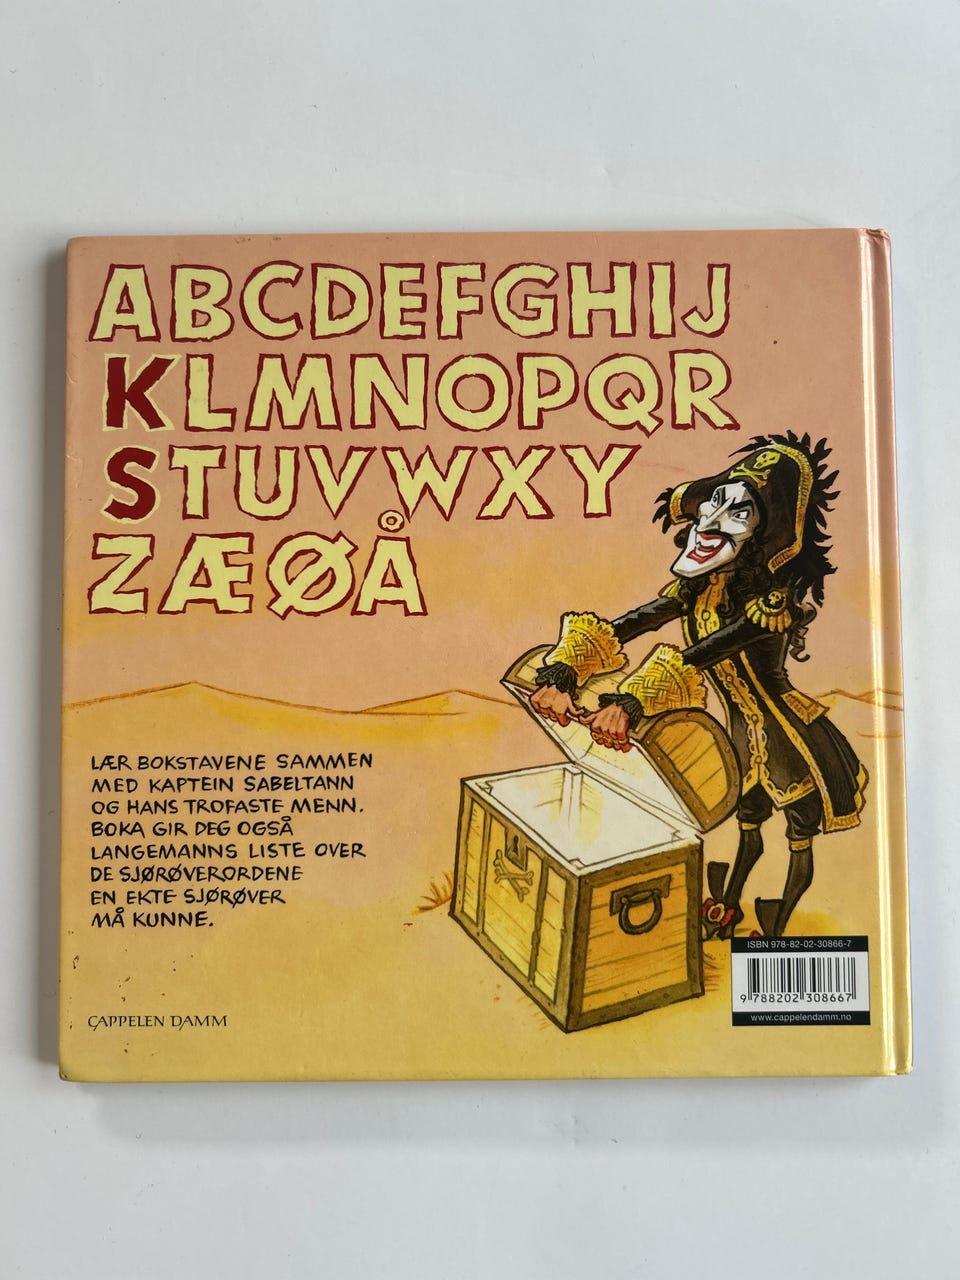 ABCDEFGHIJ
KLMNOPQR
STUVWXY
ZÆØÅ
LÆR BOKSTAVENE SAMMEN
MED KAPTEIN SABELTANN
OG HANS TROFASTE MENN.
BOKA GIR DEG OGSÅ
LANGEMANNS LISTE OVER
DE SJØRØVERORDENE
EN EKTE SJØRØVER
MÅ KUNNE.
CAPPELEN DAMM
ISBN 978-82-02-30866-7
9 788202 308667
www.cappelendamm.no